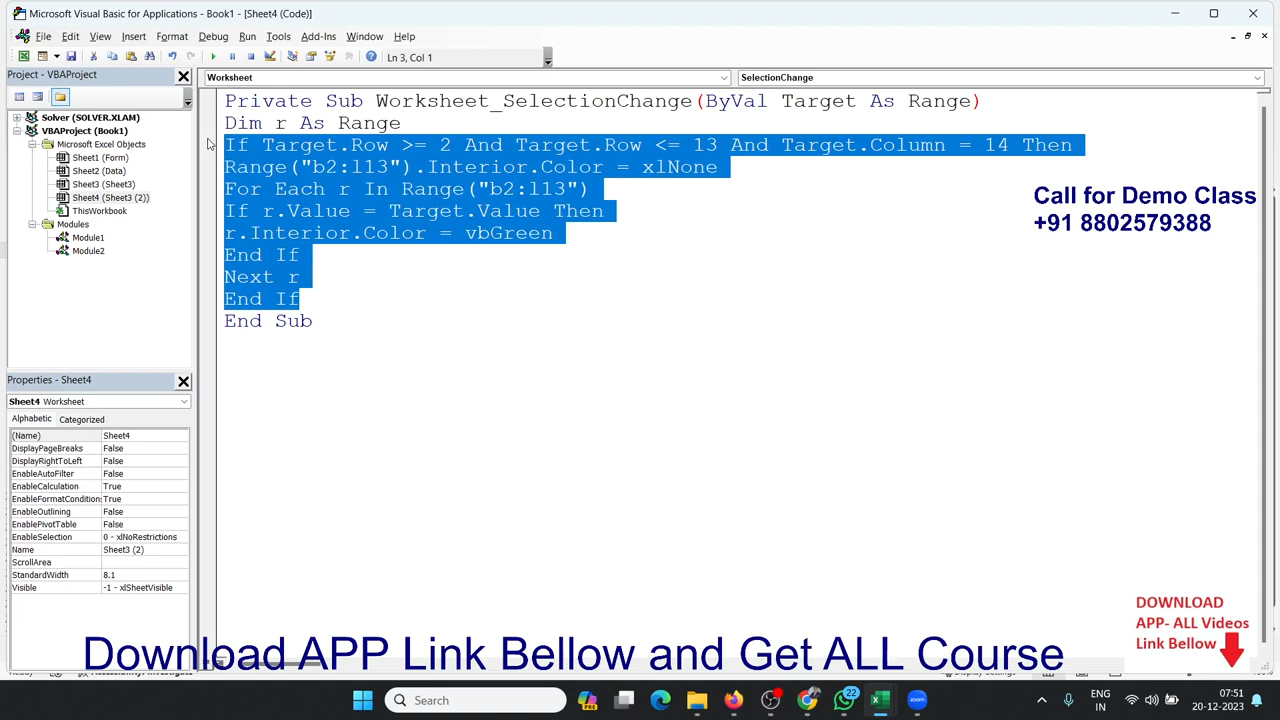 Microsoft Visual Basic for Applications - Book1 - [Sheet4 (Code)]
File Edit View Insert Format Debug Run Tools Add-Ins Window Help
Ln 3, Col 1
Project - VBAProject
Worksheet
SelectionChange
Solver (SOLVER.XLAM)
VBAProject (Book1)
Microsoft Excel Objects
Sheet1 (Form)
Sheet2 (Data)
Sheet3 (Sheet3)
Sheet4 (Sheet3 (2))
ThisWorkbook
Modules
Module1
Module2
Private Sub Worksheet_SelectionChange(ByVal Target As Range)
Dim r As Range
If Target.Row >= 2 And Target.Row <= 13 And Target.Column = 14 Then
Range("b2:l13").Interior.Color = xlNone
For Each r In Range("b2:l13")
If r.Value = Target.Value Then
r.Interior.Color = vbGreen
End If
Next r
End If
End Sub
Call for Demo Class
+91 8802579388
Properties - Sheet4
Sheet4 Worksheet
Alphabetic Categorized
(Name) Sheet4
DisplayPageBreaks False
DisplayRightToLeft False
EnableAutoFilter False
EnableCalculation True
EnableFormatConditions True
EnableOutlining False
EnablePivotTable False
EnableSelection 0 - xlNoRestrictions
Name Sheet3 (2)
ScrollArea
StandardWidth 8.1
Visible -1 - xlSheetVisible
DOWNLOAD
APP- ALL Videos
Link Bellow
Download APP Link Bellow and Get ALL Course
Search
22
ENG
IN
07:51
20-12-2023